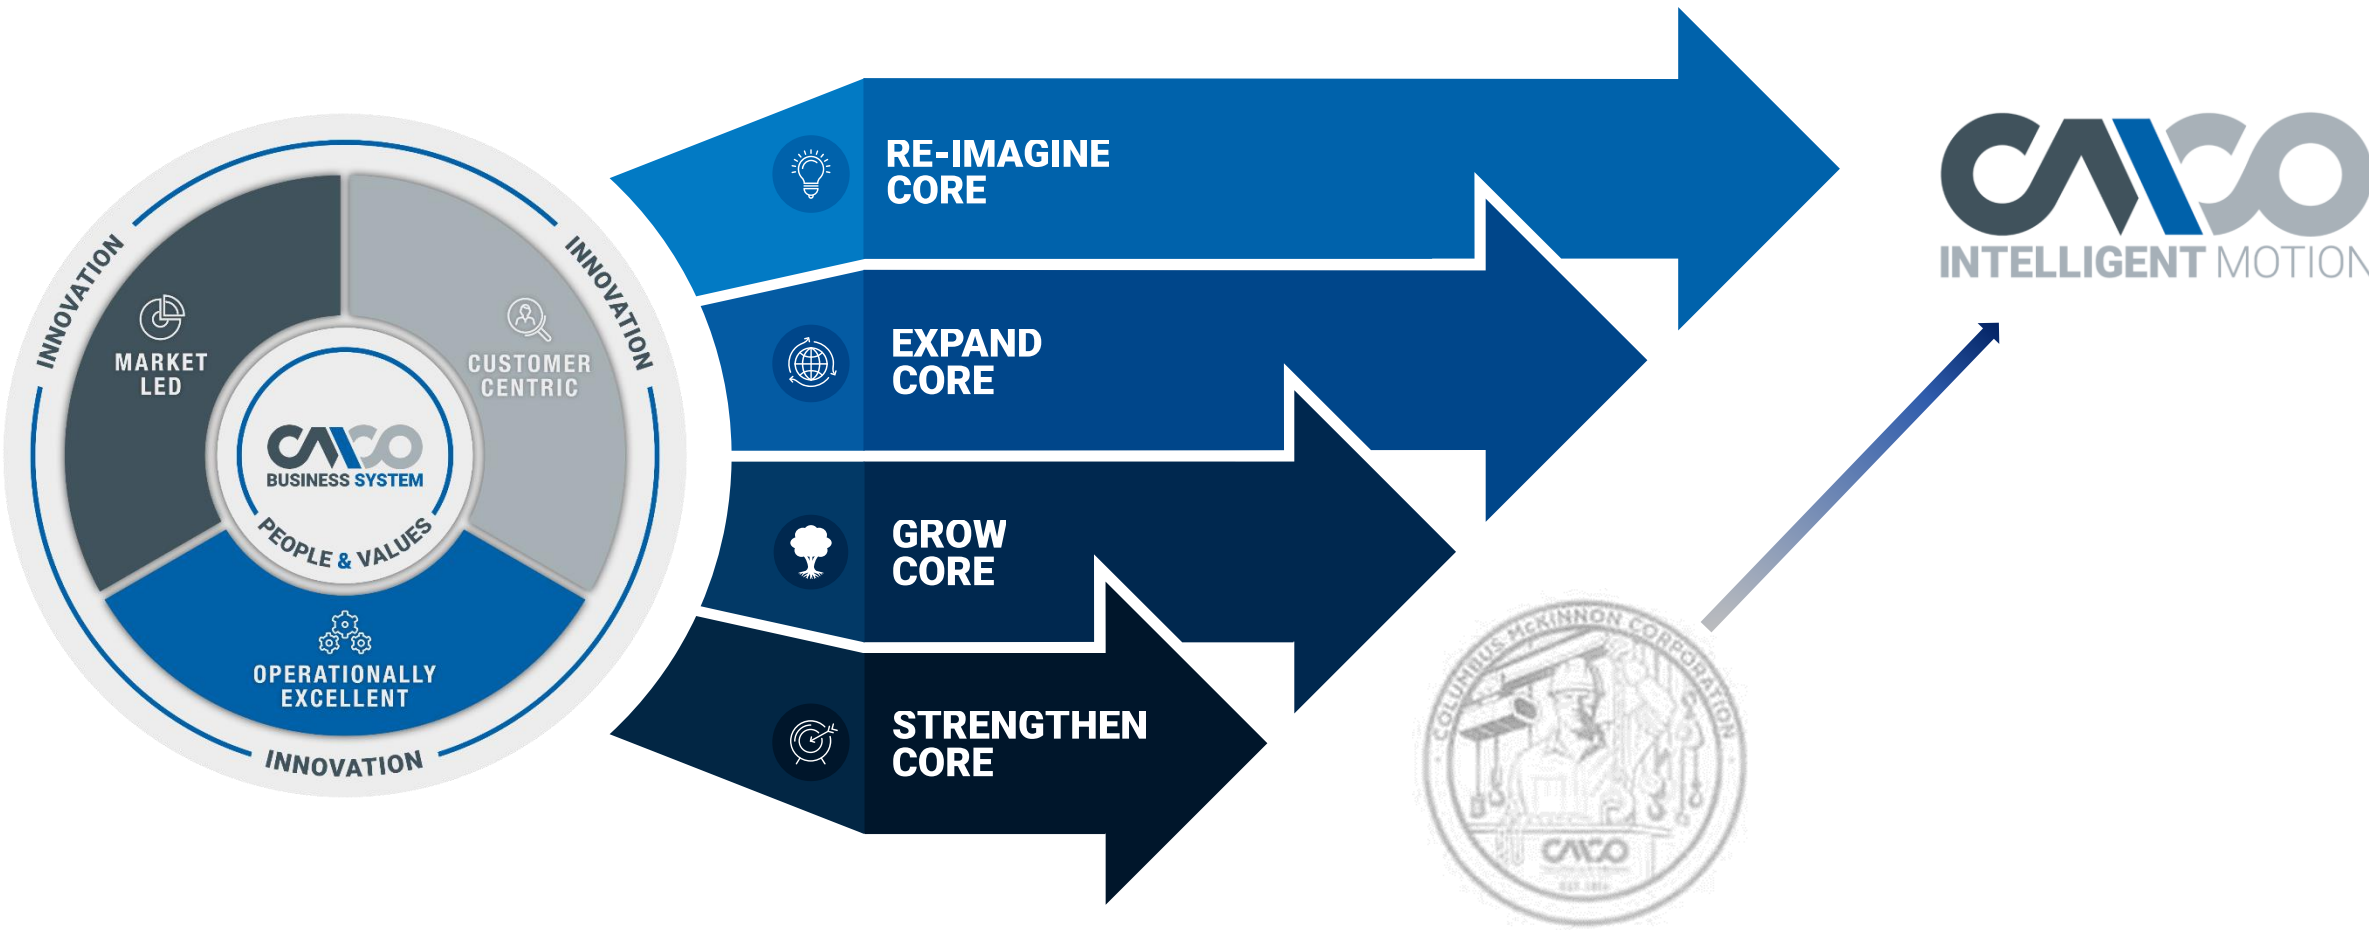 INNOVATION
INNOVATION
MARKET
LED
CUSTOMER
CENTRIC
CMCO
BUSINESS SYSTEM
PEOPLE & VALUES
OPERATIONALLY
EXCELLENT
INNOVATION
RE-IMAGINE
CORE
EXPAND
CORE
GROW
CORE
STRENGTHEN
CORE
CMCO
INTELLIGENT MOTION
COLUMBUS McKINNON CORPORATION
CMCO